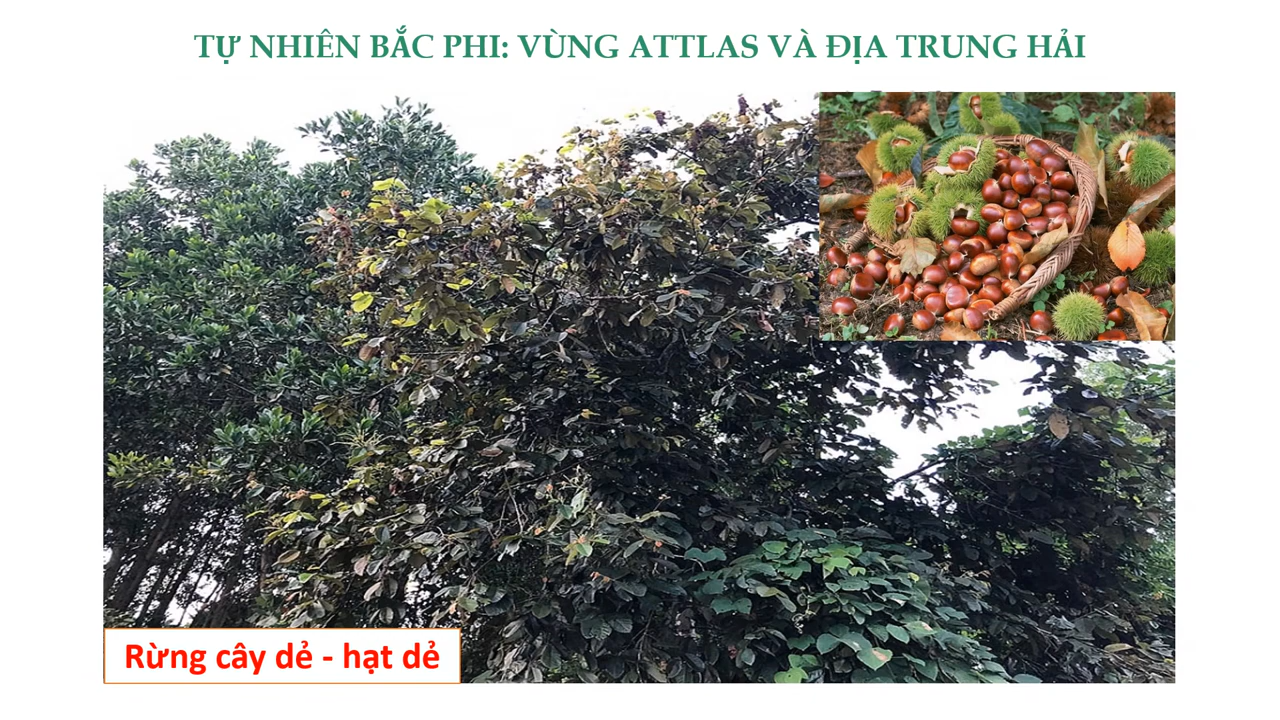 TỰ NHIÊN BẮC PHI: VÙNG ATTLAS VÀ ĐỊA TRUNG HẢI
Rừng cây dẻ - hạt dẻ